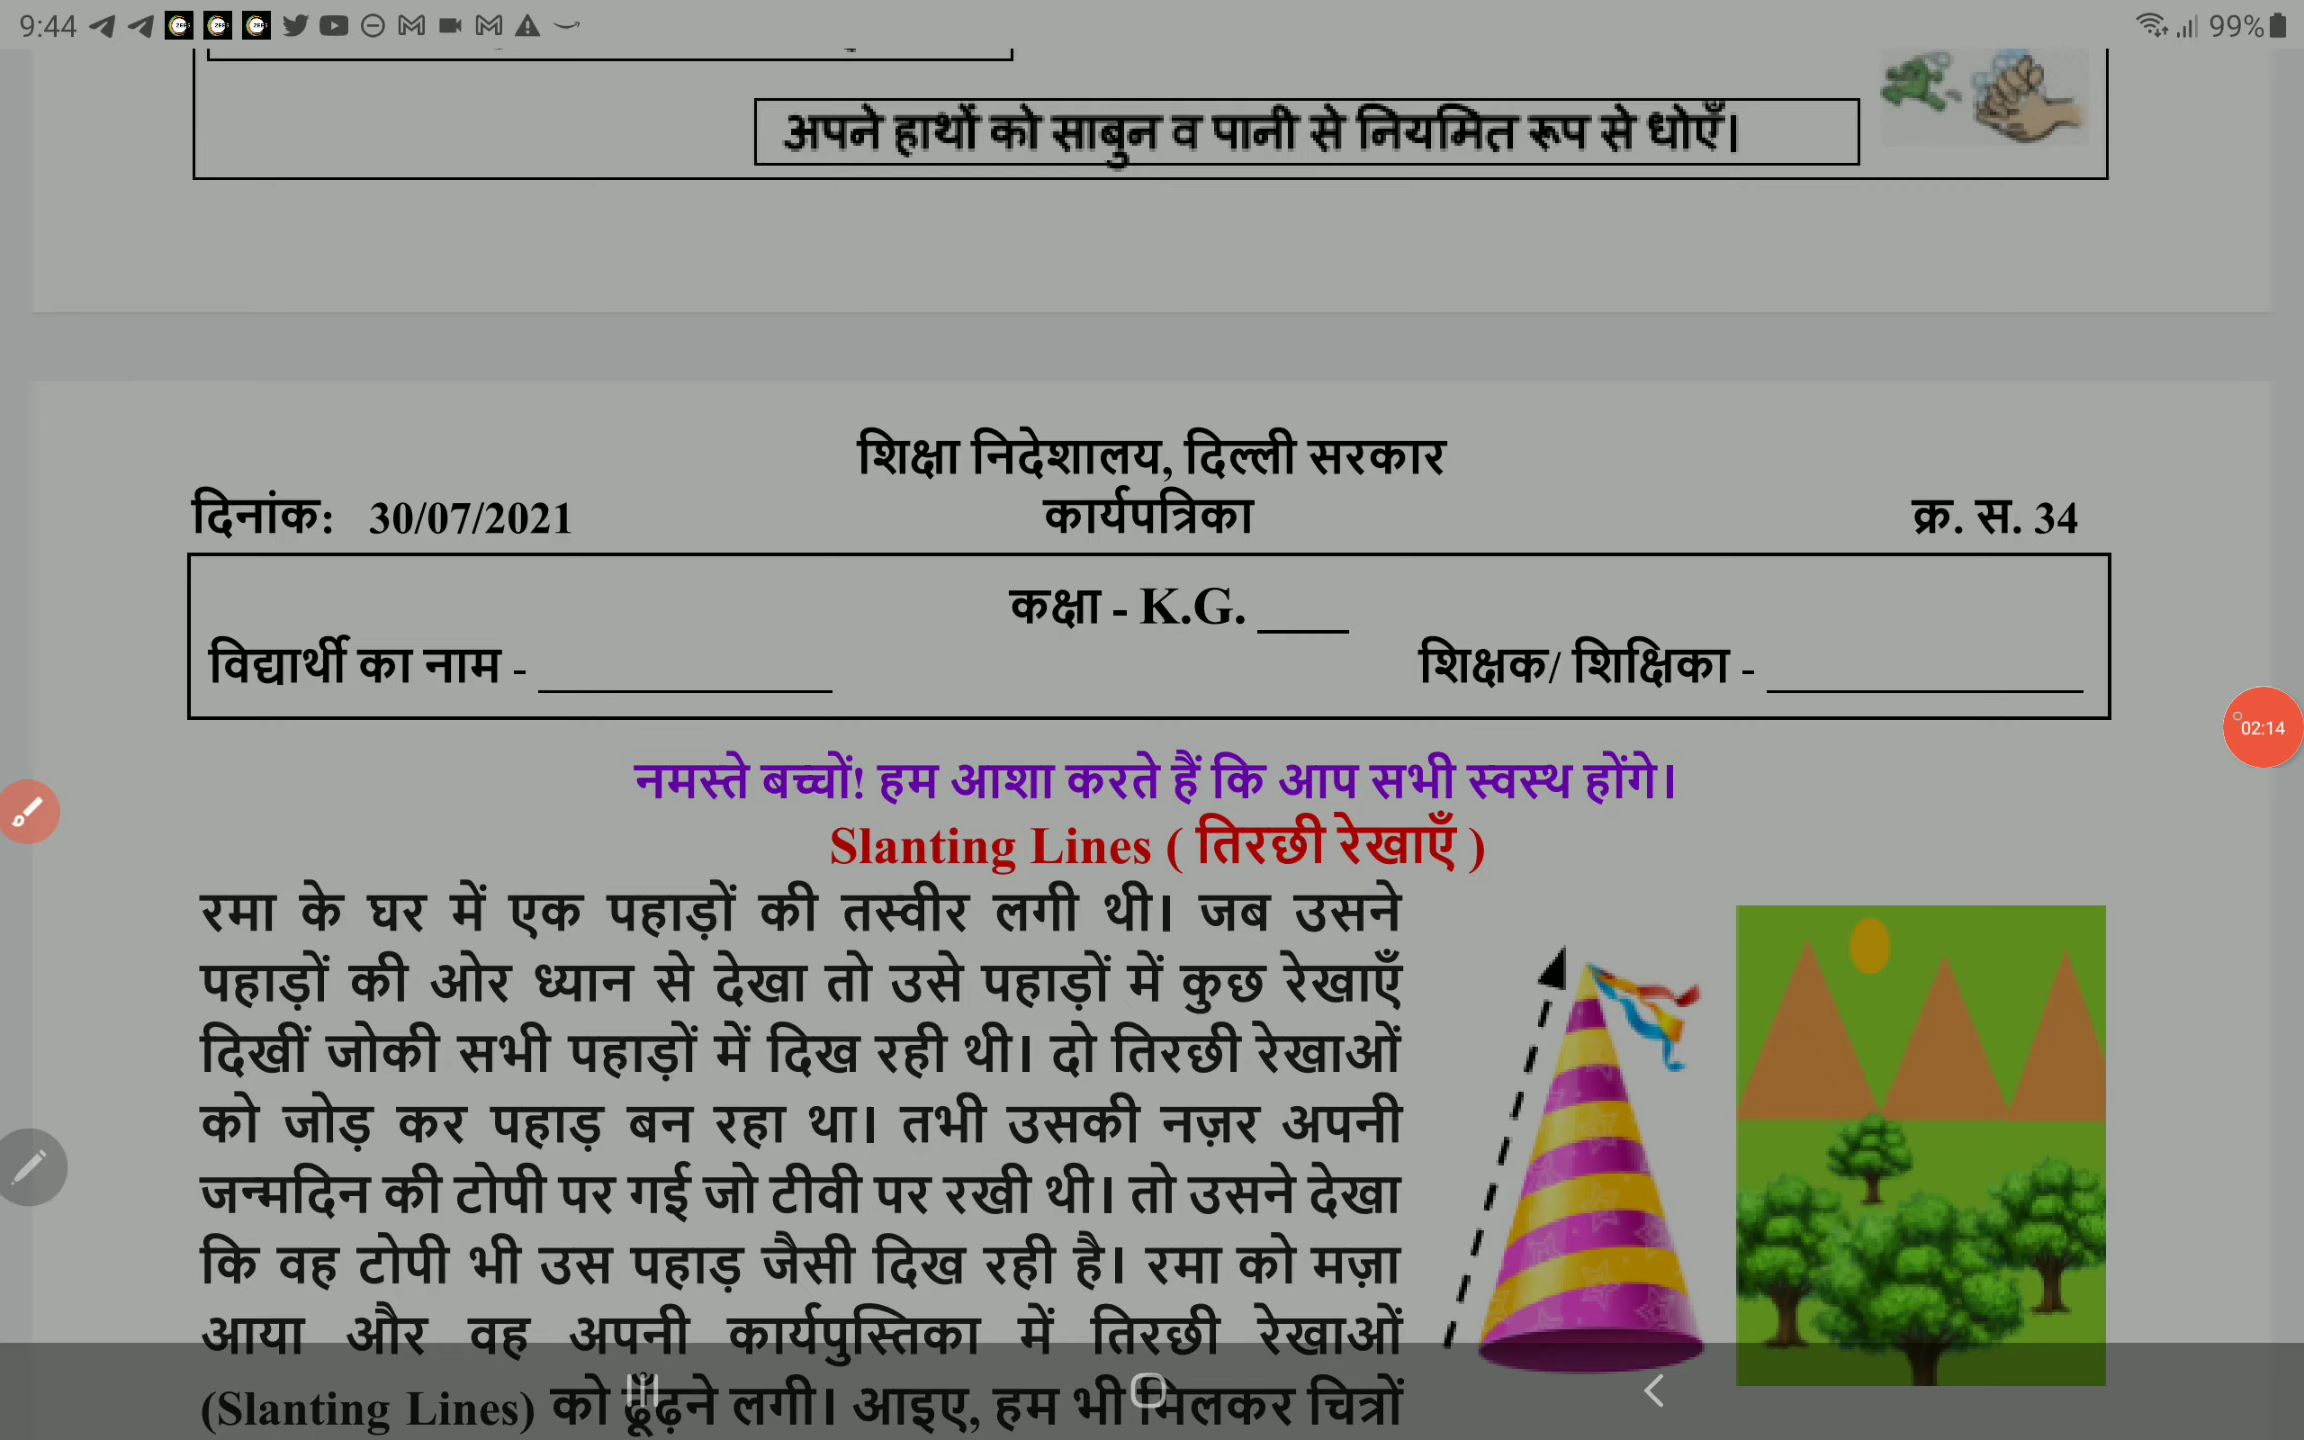 9:44
99%
अपने हाथों को साबुन व पानी से नियमित रूप से धोएँ।
शिक्षा निदेशालय, दिल्ली सरकार
दिनांक: 30/07/2021 कार्यपत्रिका क्र. स. 34
कक्षा - K.G. ____
विद्यार्थी का नाम - ____________ शिक्षक/ शिक्षिका - _____________
नमस्ते बच्चों! हम आशा करते हैं कि आप सभी स्वस्थ होंगे।
Slanting Lines ( तिरछी रेखाएँ )
रमा के घर में एक पहाड़ों की तस्वीर लगी थी। जब उसने
पहाड़ों की ओर ध्यान से देखा तो उसे पहाड़ों में कुछ रेखाएँ
दिखीं जोकी सभी पहाड़ों में दिख रही थी। दो तिरछी रेखाओं
को जोड़ कर पहाड़ बन रहा था। तभी उसकी नज़र अपनी
जन्मदिन की टोपी पर गई जो टीवी पर रखी थी। तो उसने देखा
कि वह टोपी भी उस पहाड़ जैसी दिख रही है। रमा को मज़ा
आया और वह अपनी कार्यपुस्तिका में तिरछी रेखाओं
(Slanting Lines) को ढूँढ़ने लगी। आइए, हम भी मिलकर चित्रों
02:14